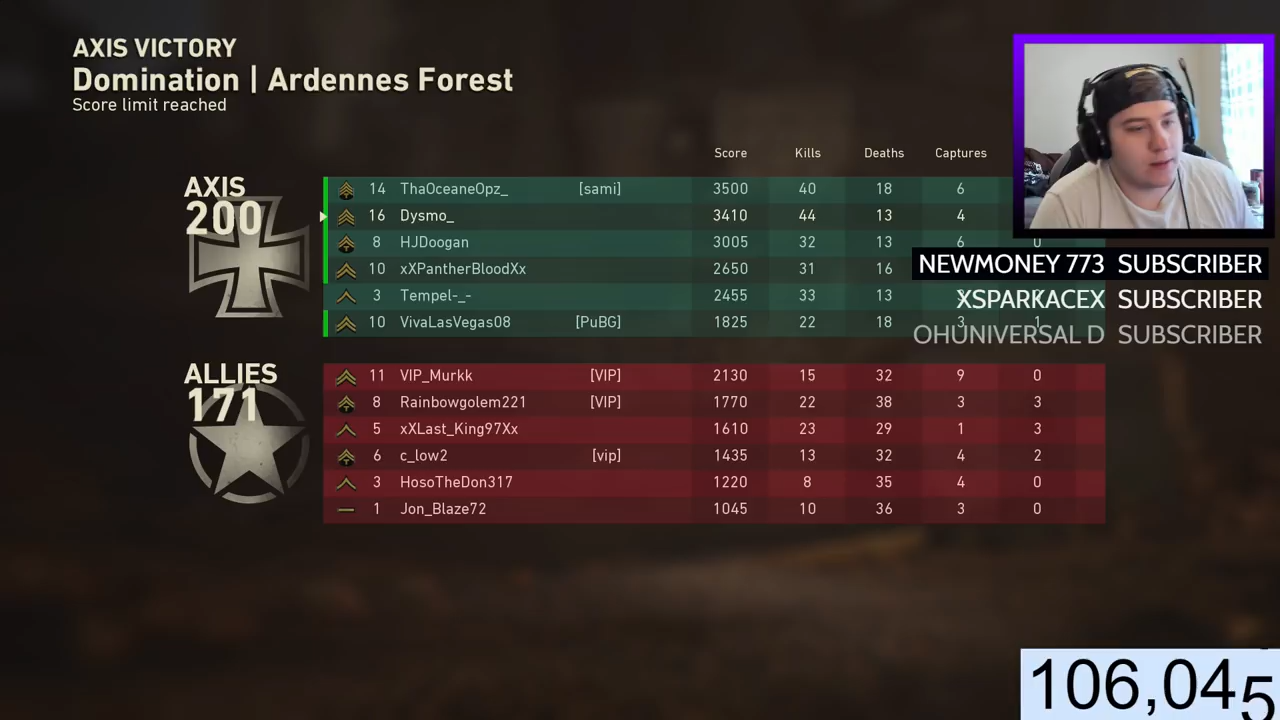 AXIS VICTORY
Domination | Ardennes Forest
Score limit reached
Score Kills Deaths Captures
AXIS
200
14 ThaOceaneOpz_ [sami] 3500 40 18 6
16 Dysmo_ 3410 44 13 4
8 HJDoogan 3005 32 13 6 0
10 xXPantherBloodXx 2650 31 16
3 Tempel-_- 2455 33 13
10 VivaLasVegas08 [PuBG] 1825 22 18 3 1
NEWMONEY 773 SUBSCRIBER
XSPARKACEX SUBSCRIBER
OHUNIVERSAL D SUBSCRIBER
ALLIES
171
11 VIP_Murkk [VIP] 2130 15 32 9 0
8 Rainbowgolem221 [VIP] 1770 22 38 3 3
5 xXLast_King97Xx 1610 23 29 1 3
6 c_low2 [vip] 1435 13 32 4 2
3 HosoTheDon317 1220 8 35 4 0
1 Jon_Blaze72 1045 10 36 3 0
106,045